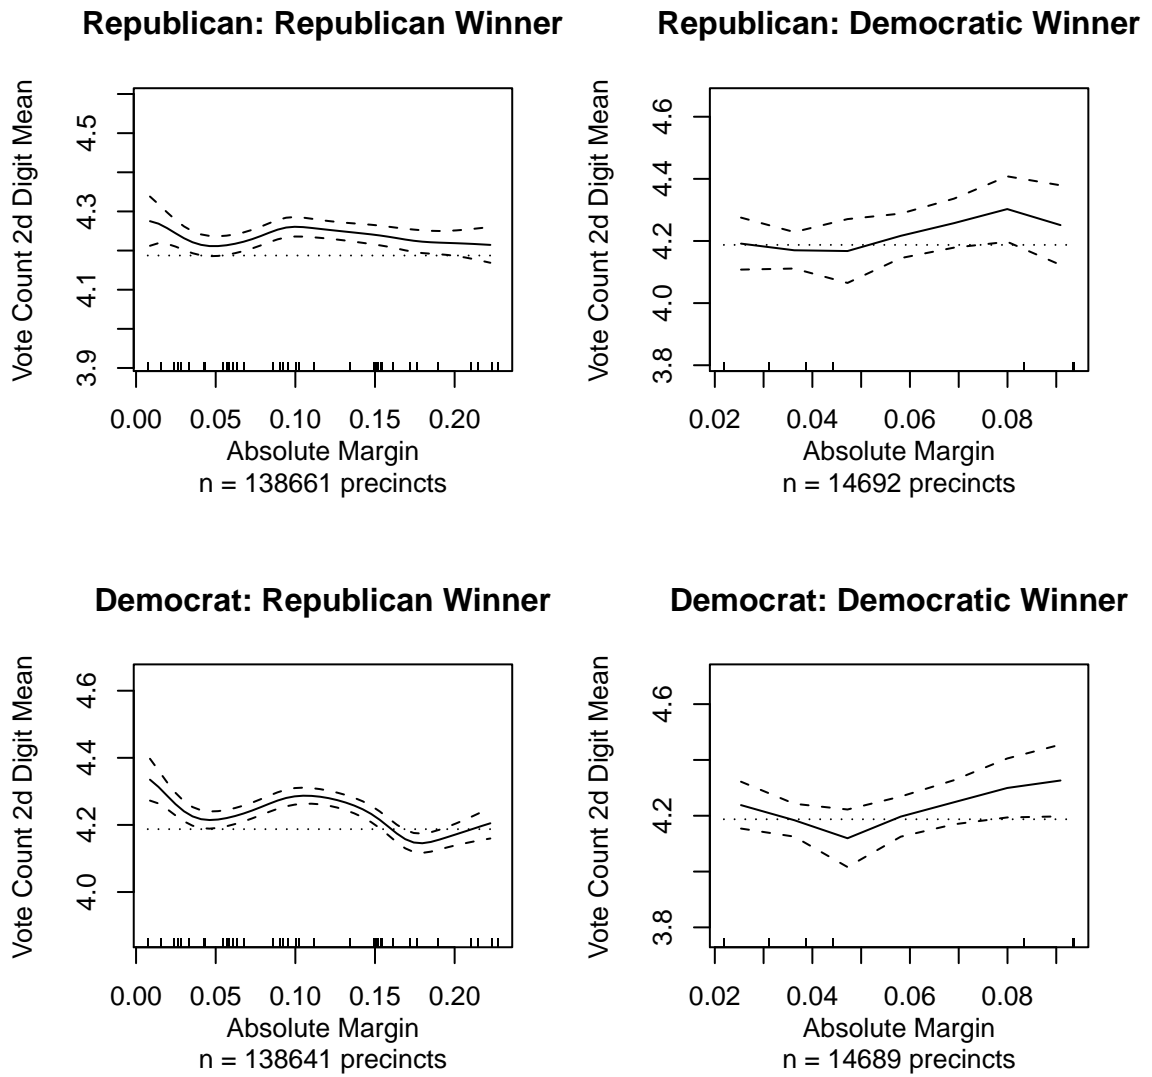 Republican: Republican Winner
Vote Count 2d Digit Mean
4.5
4.3
4.1
3.9
0.00 0.05 0.10 0.15 0.20
Absolute Margin
n = 138661 precincts
Republican: Democratic Winner
Vote Count 2d Digit Mean
4.6
4.4
4.2
4.0
3.8
0.02 0.04 0.06 0.08
Absolute Margin
n = 14692 precincts
Democrat: Republican Winner
Vote Count 2d Digit Mean
4.6
4.4
4.2
4.0
0.00 0.05 0.10 0.15 0.20
Absolute Margin
n = 138641 precincts
Democrat: Democratic Winner
Vote Count 2d Digit Mean
4.6
4.2
3.8
0.02 0.04 0.06 0.08
Absolute Margin
n = 14689 precincts